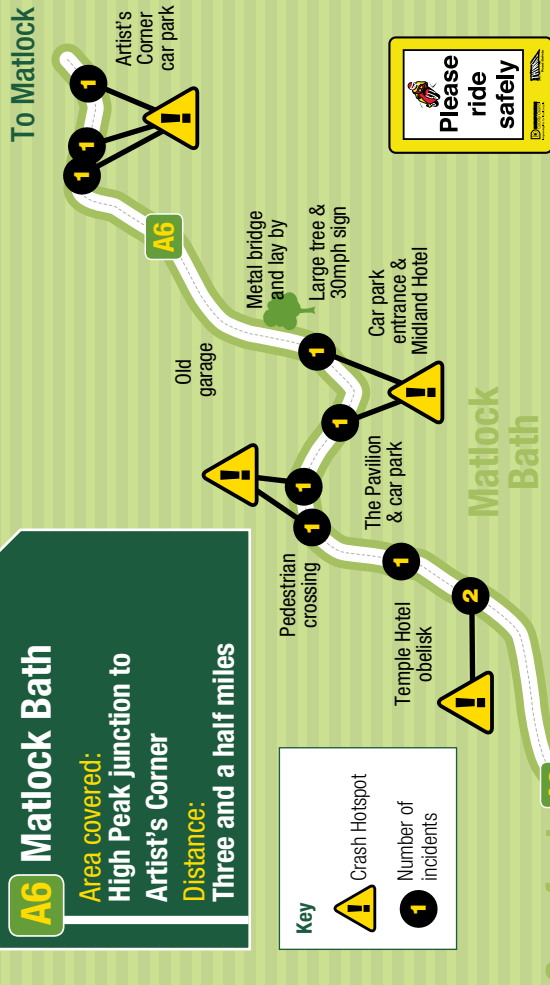 A6 Matlock Bath
Area covered:
High Peak junction to
Artist's Corner
Distance:
Three and a half miles
Key
Crash Hotspot
1
Number of
incidents
To Matlock
Artist's
Corner
car park
1
1
1
A6
Metal bridge
and lay by
Large tree &
30mph sign
Old
garage
Car park
entrance &
Midland Hotel
1
1
1
1
Pedestrian
crossing
The Pavilion
& car park
1
2
Temple Hotel
obelisk
Matlock
Bath
Please
ride
safely